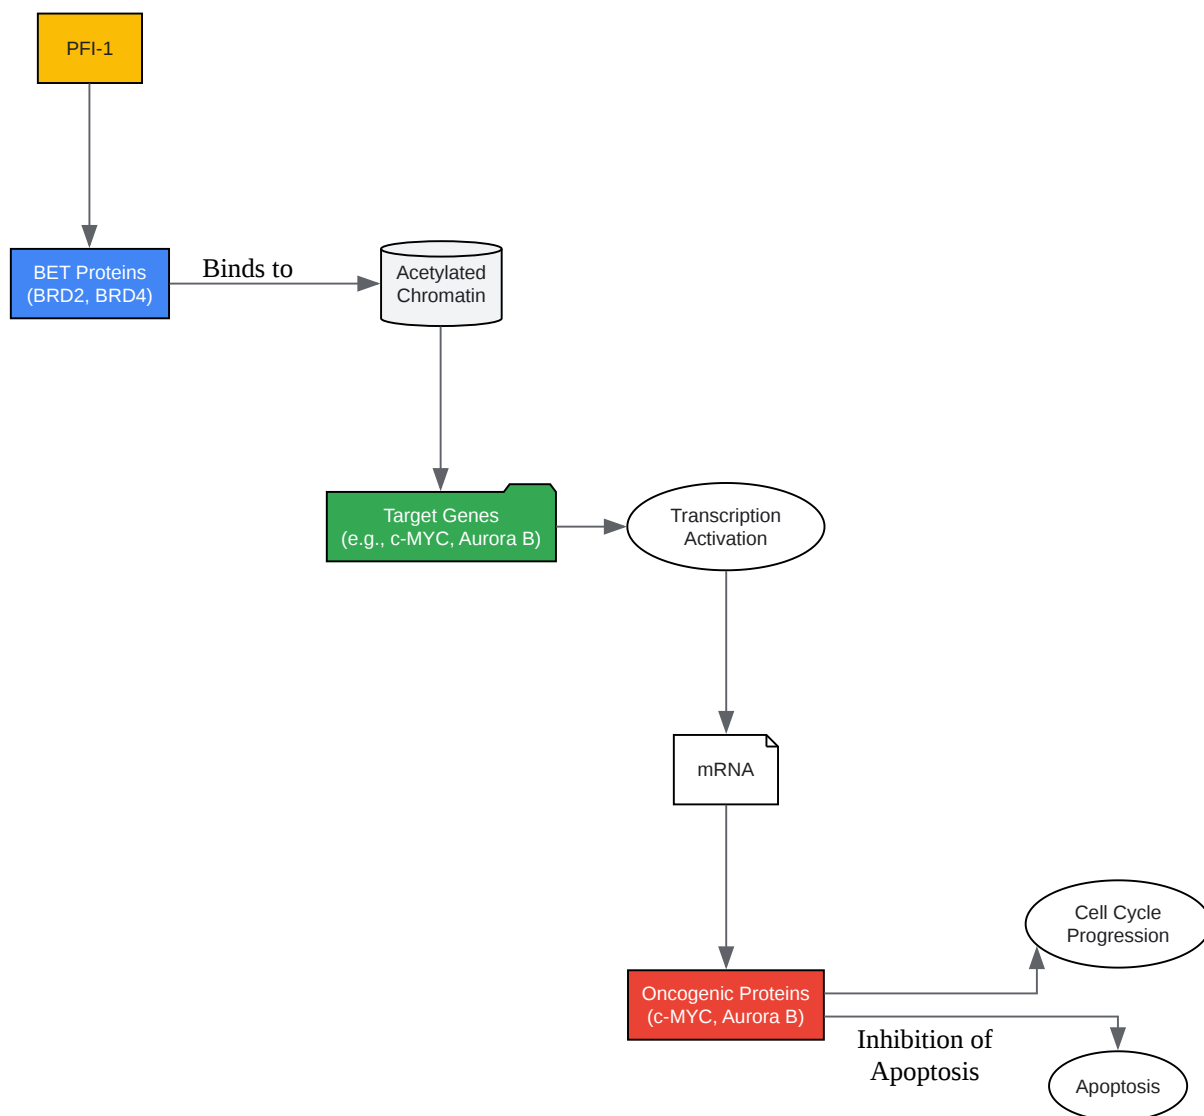 PFI-1
BET Proteins
(BRD2, BRD4)
Binds to
Acetylated
Chromatin
Target Genes
(e.g., c-MYC, Aurora B)
Transcription
Activation
mRNA
Cell Cycle
Progression
Oncogenic Proteins
(c-MYC, Aurora B)
Inhibition of
Apoptosis
Apoptosis